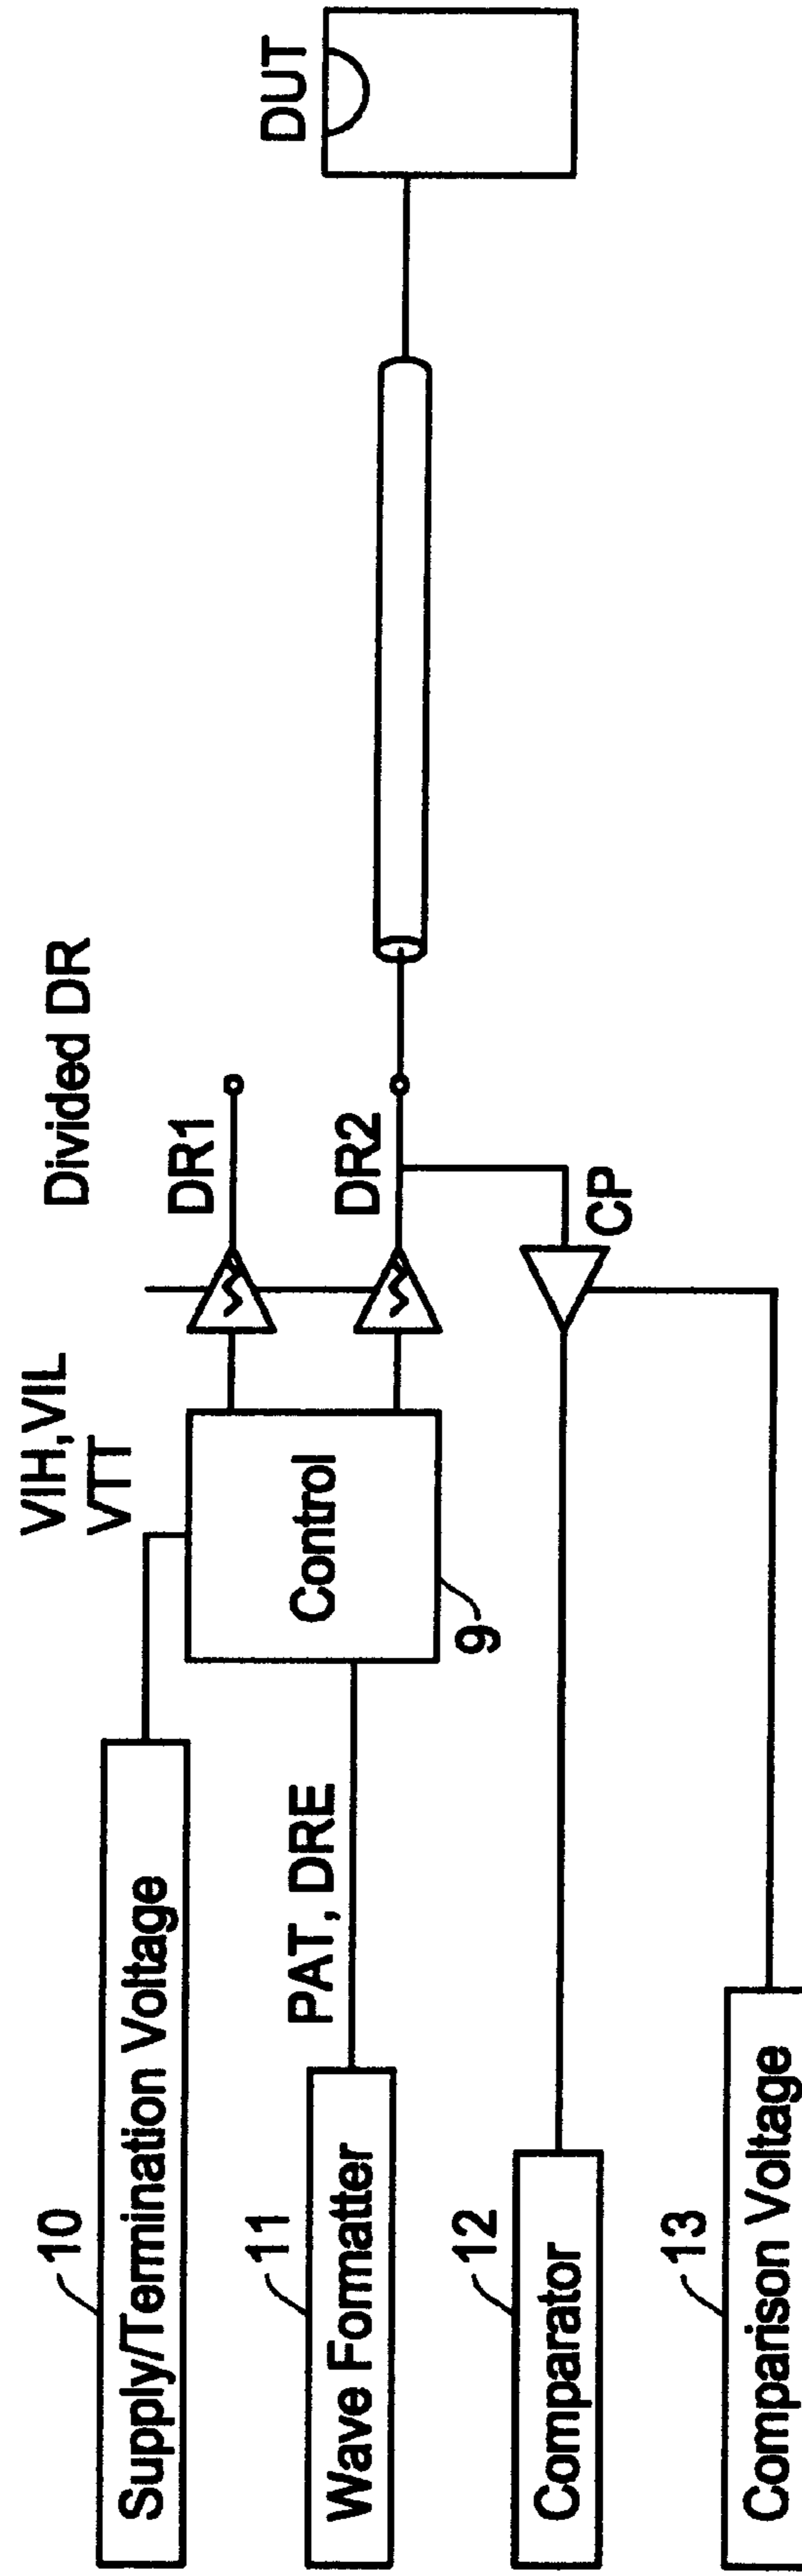 10
Supply/Termination Voltage
VIH,VIL
VTT
Divided DR
11
Wave Formatter
PAT, DRE
Control
9
DR1
DR2
DUT
12
Comparator
CP
13
Comparison Voltage